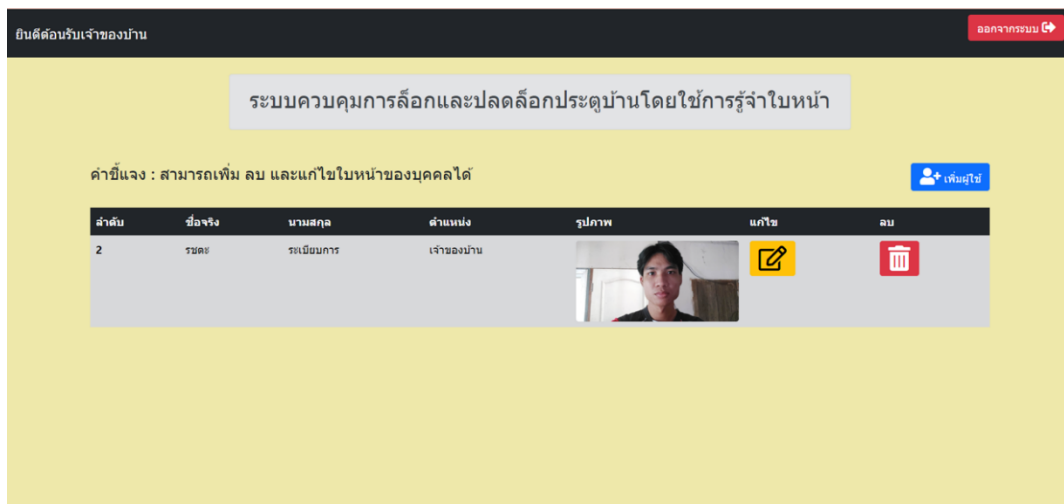 ยินดีต้อนรับเจ้าของบ้าน
ออกจากระบบ
ระบบควบคุมการล็อกและปลดล็อกประตูบ้านโดยใช้การรู้จำใบหน้า
คำชี้แจง : สามารถเพิ่ม ลบ และแก้ไขใบหน้าของบุคคลได้
เพิ่มผู้ใช้
ลำดับ ชื่อจริง นามสกุล ตำแหน่ง รูปภาพ แก้ไข ลบ
2 รชตะ ระเบียบการ เจ้าของบ้าน